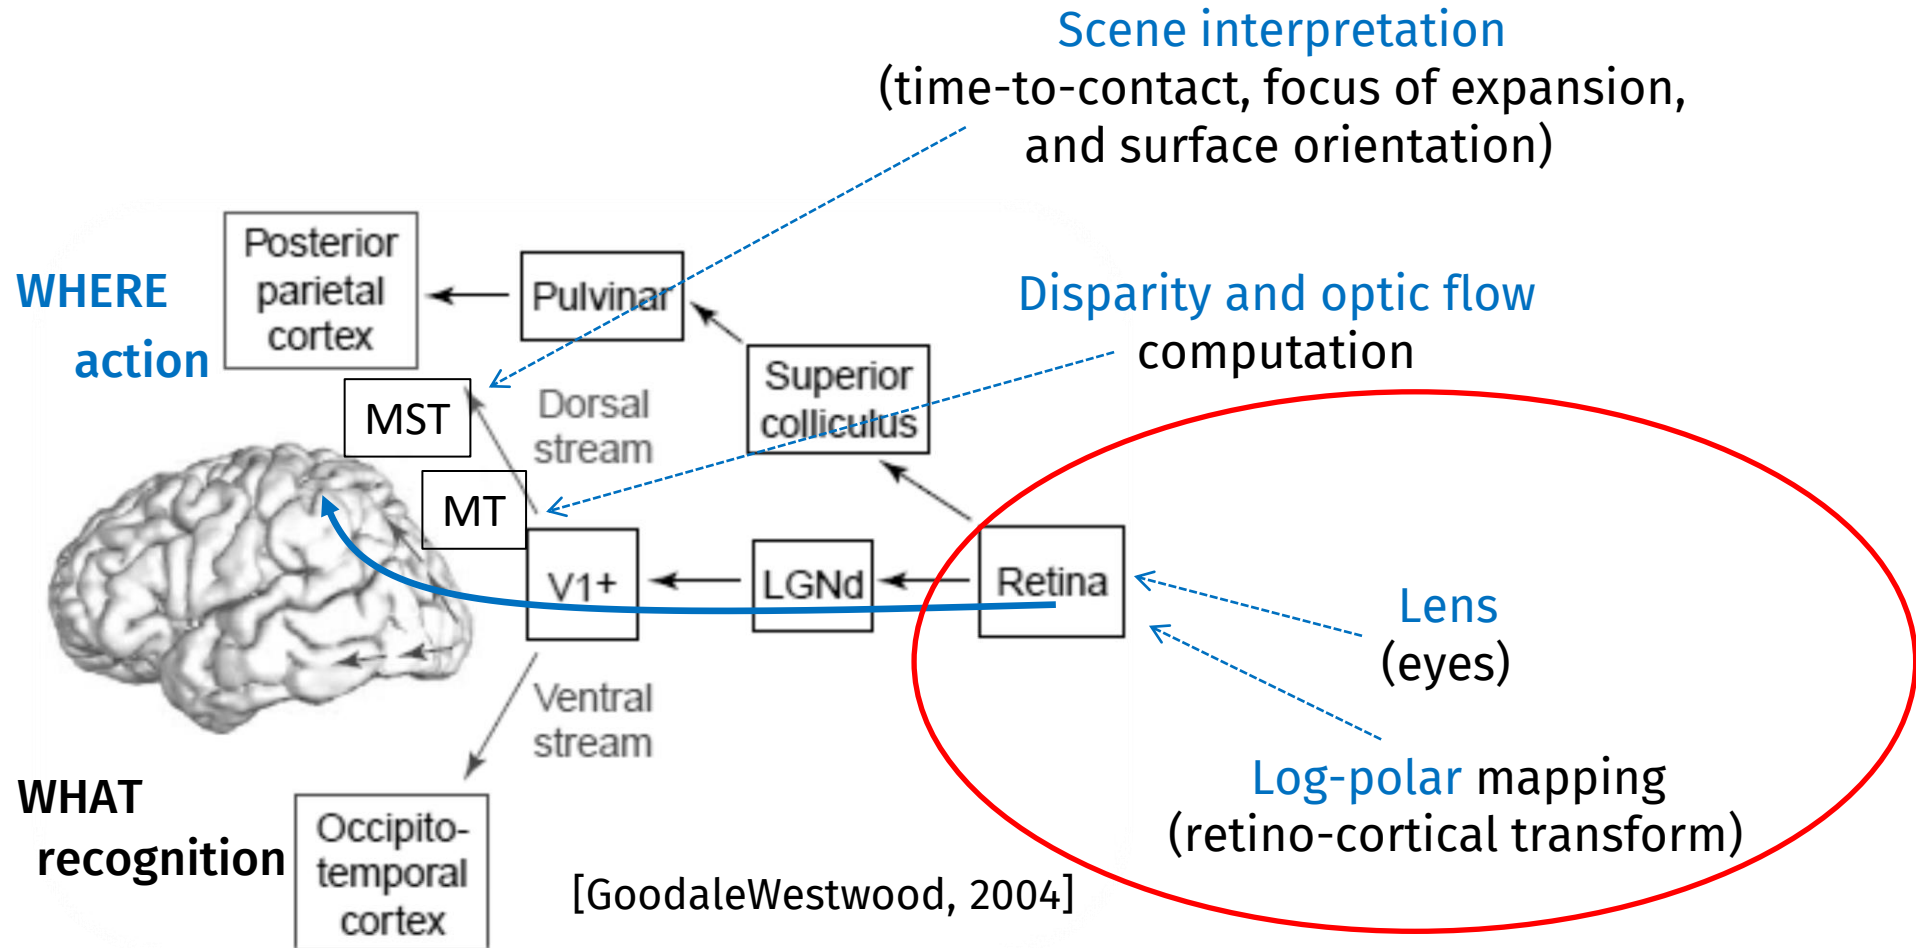 Scene interpretation
(time-to-contact, focus of expansion,
and surface orientation)
Posterior
parietal
cortex
Pulvinar
WHERE
action
Disparity and optic flow
computation
Superior
colliculus
MST
Dorsal
stream
MT
V1+
LGNd
Retina
Lens
(eyes)
Ventral
stream
Log-polar mapping
(retino-cortical transform)
WHAT
recognition
Occipito-
temporal
cortex
[GoodaleWestwood, 2004]